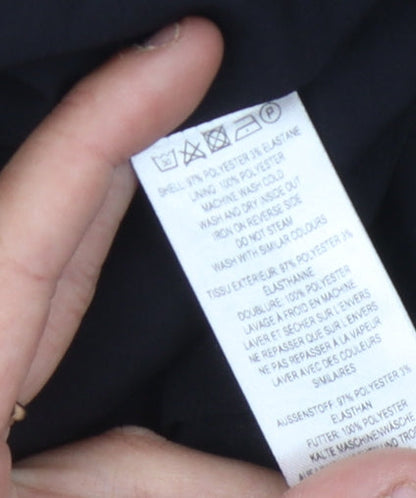 P
SHELL: 97% POLYESTER 3% ELASTANE
LINING: 100% POLYESTER
MACHINE WASH COLD
WASH AND DRY INSIDE OUT
IRON ON REVERSE SIDE
DO NOT STEAM
WASH WITH SIMILAR COLOURS
TISSU EXTERIEUR: 97% POLYESTER 3%
ELASTHANNE
DOUBLURE: 100% POLYESTER
LAVAGE À FROID EN MACHINE
LAVER ET SÉCHER SUR L'ENVERS
NE REPASSER QUE SUR L'ENVERS
NE PAS REPASSER À LA VAPEUR
LAVER AVEC DES COULEURS
SIMILAIRES
AUSSENSTOFF: 97% POLYESTER 3%
ELASTHAN
FUTTER: 100% POLYESTER
KALTE MASCHINENWÄSCHE